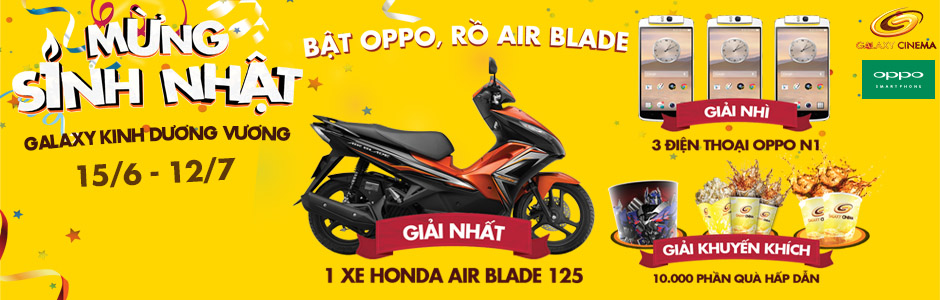 MỪNG
SINH NHẬT
GALAXY KINH DƯƠNG VƯƠNG
15/6 - 12/7
BẬT OPPO, RỒ AIR BLADE
AIR BLADE
GIẢI NHẤT
1 XE HONDA AIR BLADE 125
GIẢI NHÌ
3 ĐIỆN THOẠI OPPO N1
GIẢI KHUYẾN KHÍCH
10.000 PHẦN QUÀ HẤP DẪN
GALAXY CINEMA
oppo
SMARTPHONE